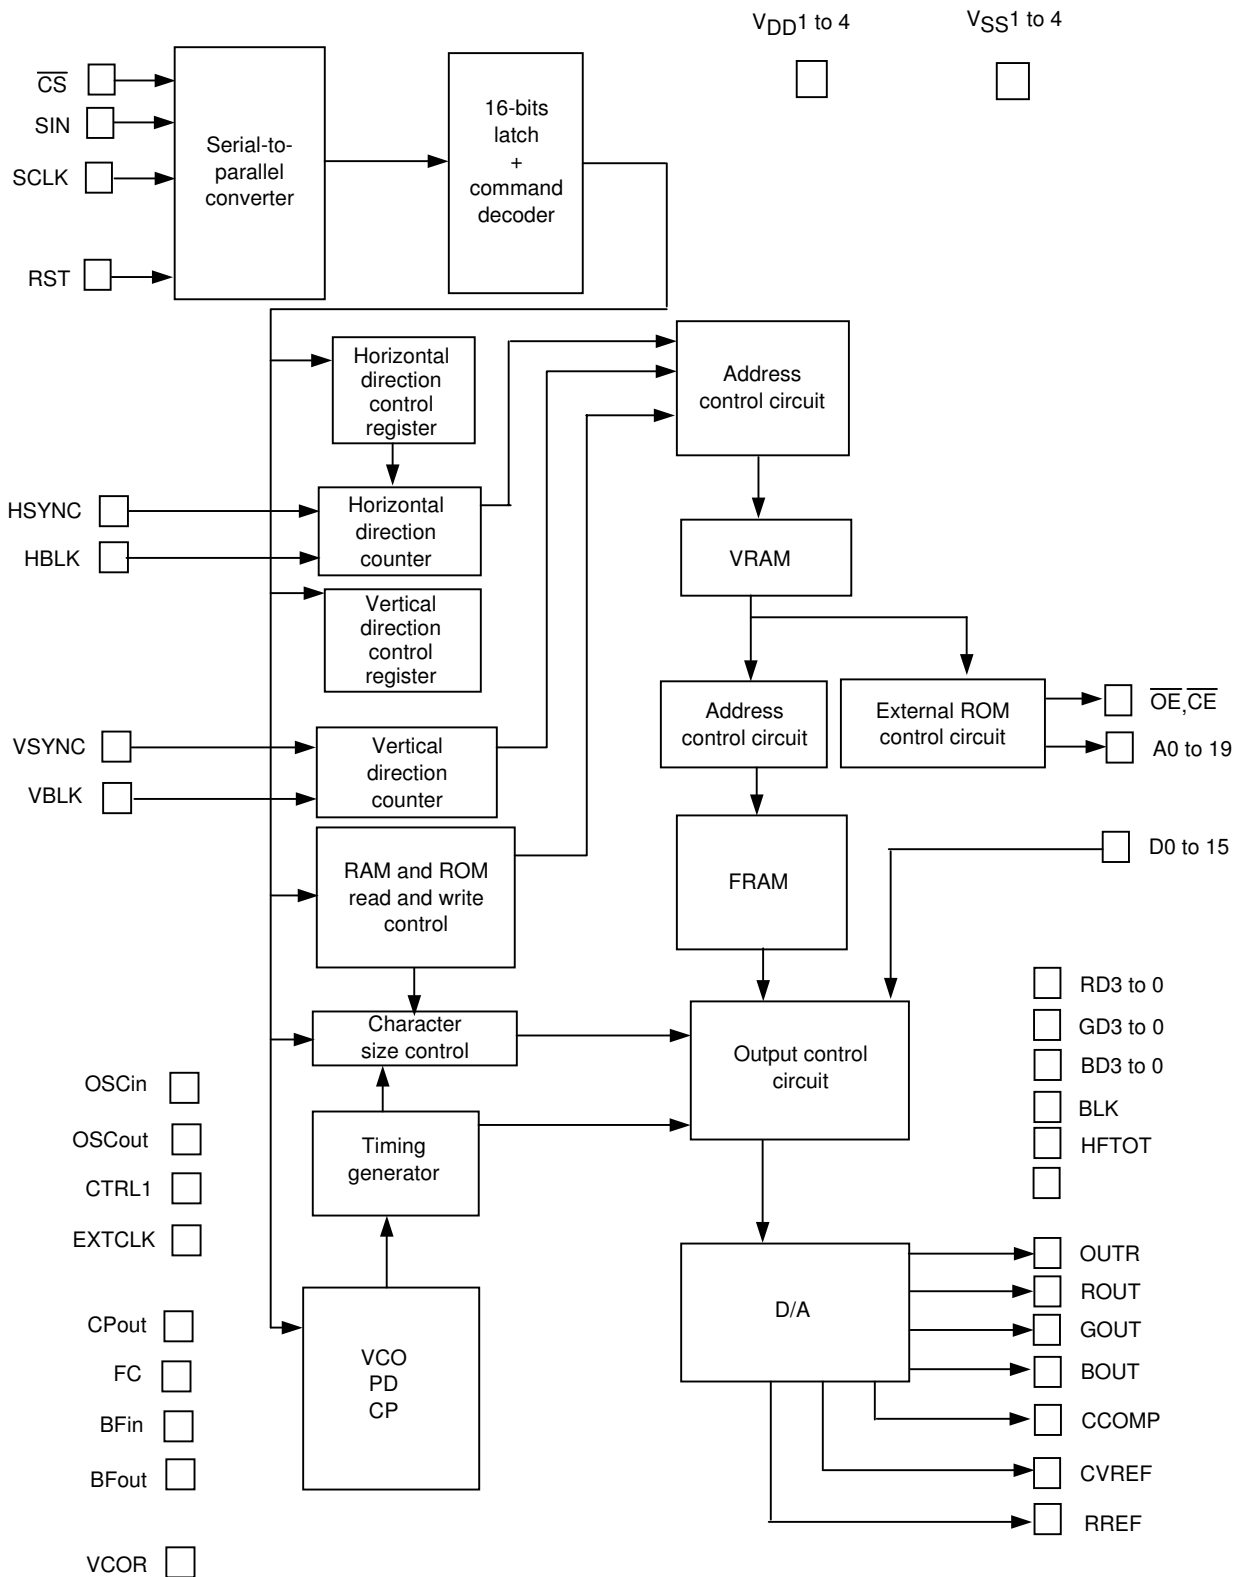 VDD1 to 4
VSS1 to 4
CS
SIN
SCLK
RST
Serial-to-
parallel
converter
16-bits
latch
+
command
decoder
Horizontal
direction
control
register
Address
control circuit
HSYNC
HBLK
Horizontal
direction
counter
VRAM
Vertical
direction
control
register
Address
control circuit
External ROM
control circuit
OE,CE
A0 to 19
VSYNC
VBLK
Vertical
direction
counter
RAM and ROM
read and write
control
FRAM
D0 to 15
Character
size control
Output control
circuit
RD3 to 0
GD3 to 0
BD3 to 0
BLK
HFTOT
OSCin
OSCout
CTRL1
EXTCLK
Timing
generator
CPout
FC
BFin
BFout
VCOR
VCO
PD
CP
D/A
OUTR
ROUT
GOUT
BOUT
CCOMP
CVREF
RREF